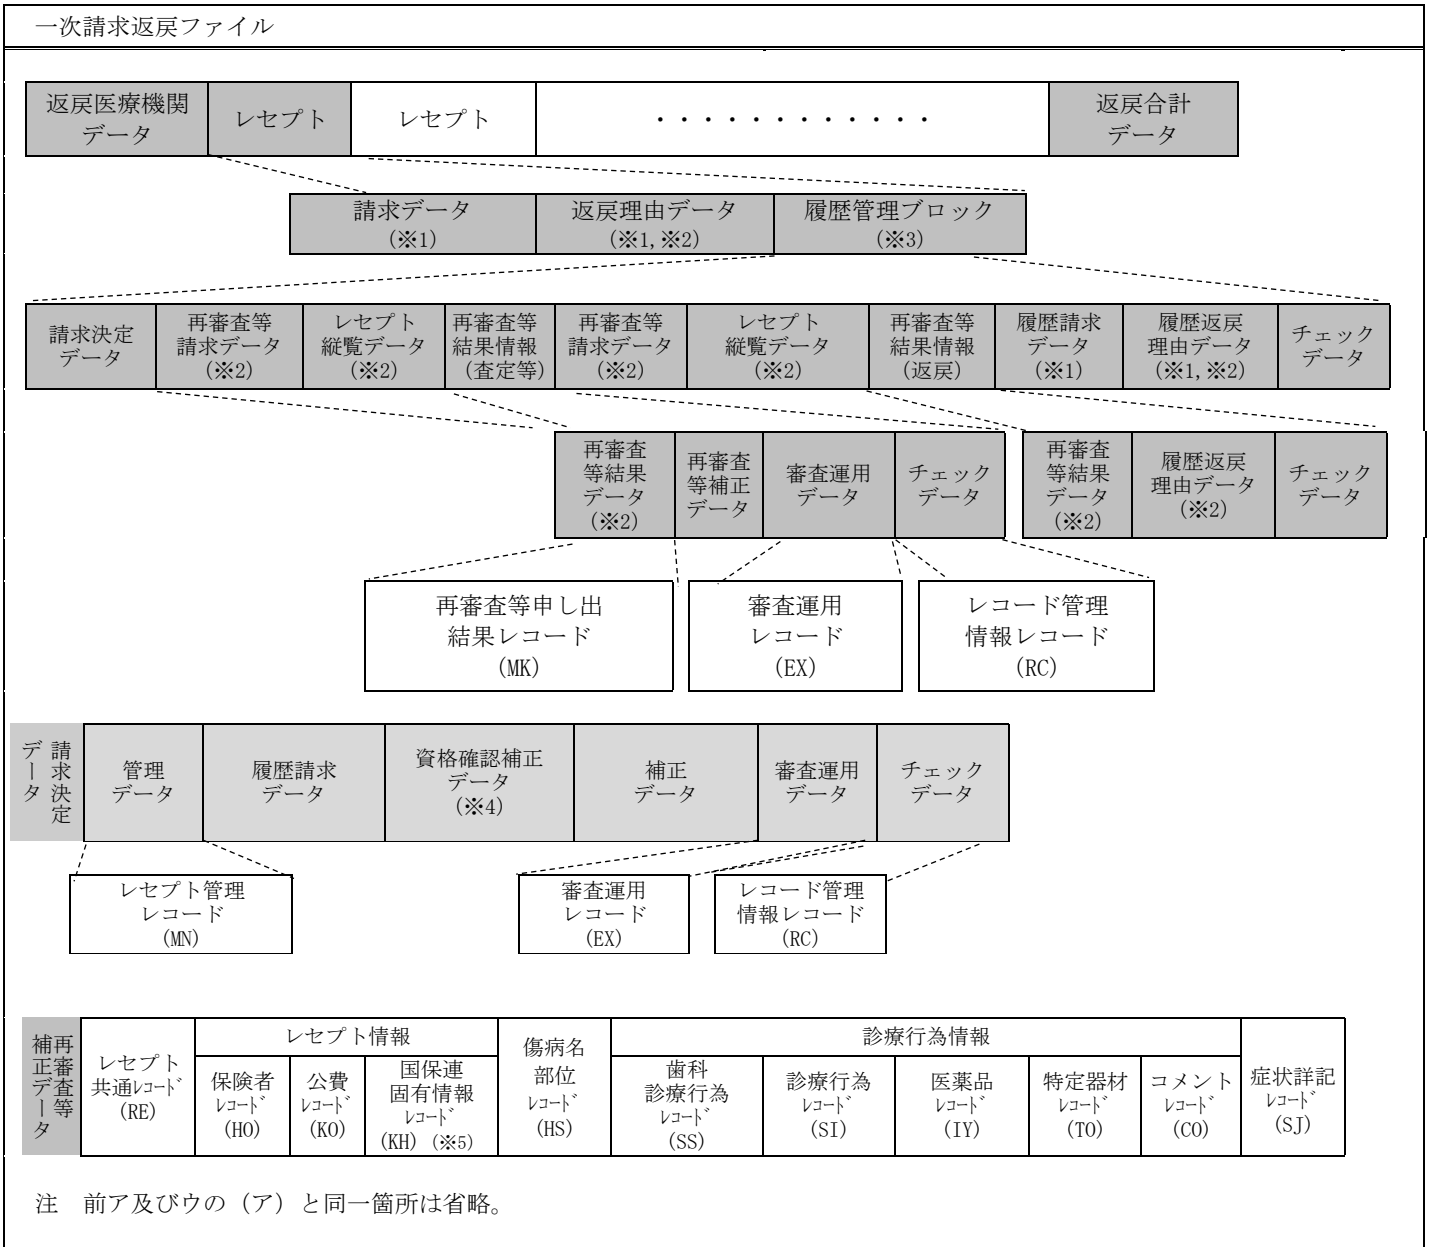 一次請求返戻ファイル
返戻医療機関
データ
レセプト
レセプト
・・・・・・・・・・・・
返戻合計
データ
請求データ
(※1)
返戻理由データ
(※1,※2)
履歴管理ブロック
(※3)
請求決定
データ
再審査等
請求データ
(※2)
レセプト
縦覧データ
(※2)
再審査等
結果情報
(査定等)
再審査等
請求データ
(※2)
レセプト
縦覧データ
(※2)
再審査等
結果情報
(返戻)
履歴請求
データ
(※1)
履歴返戻
理由データ
(※1,※2)
チェック
データ
再審査
等結果
データ
(※2)
再審査
等補正
データ
審査運用
データ
チェック
データ
再審査
等結果
データ
(※2)
履歴返戻
理由データ
(※2)
チェック
データ
再審査等申し出
結果レコード
(MK)
審査運用
レコード
(EX)
レコード管理
情報レコード
(RC)
請求決定
データ
管理
データ
履歴請求
データ
資格確認補正
データ
(※4)
補正
データ
審査運用
データ
チェック
データ
レセプト管理
レコード
(MN)
審査運用
レコード
(EX)
レコード管理
情報レコード
(RC)
再審査等
補正データ
レセプト
共通ﾚｺｰﾄﾞ
(RE)
レセプト情報
保険者
ﾚｺｰﾄﾞ
(HO)
公費
ﾚｺｰﾄﾞ
(KO)
国保連
固有情報
ﾚｺｰﾄﾞ
(KH) (※5)
傷病名
部位
ﾚｺｰﾄﾞ
(HS)
診療行為情報
歯科
診療行為
ﾚｺｰﾄﾞ
(SS)
診療行為
ﾚｺｰﾄﾞ
(SI)
医薬品
ﾚｺｰﾄﾞ
(IY)
特定器材
ﾚｺｰﾄﾞ
(TO)
コメント
ﾚｺｰﾄﾞ
(CO)
症状詳記
ﾚｺｰﾄﾞ
(SJ)
注　前ア及びウの（ア）と同一箇所は省略。